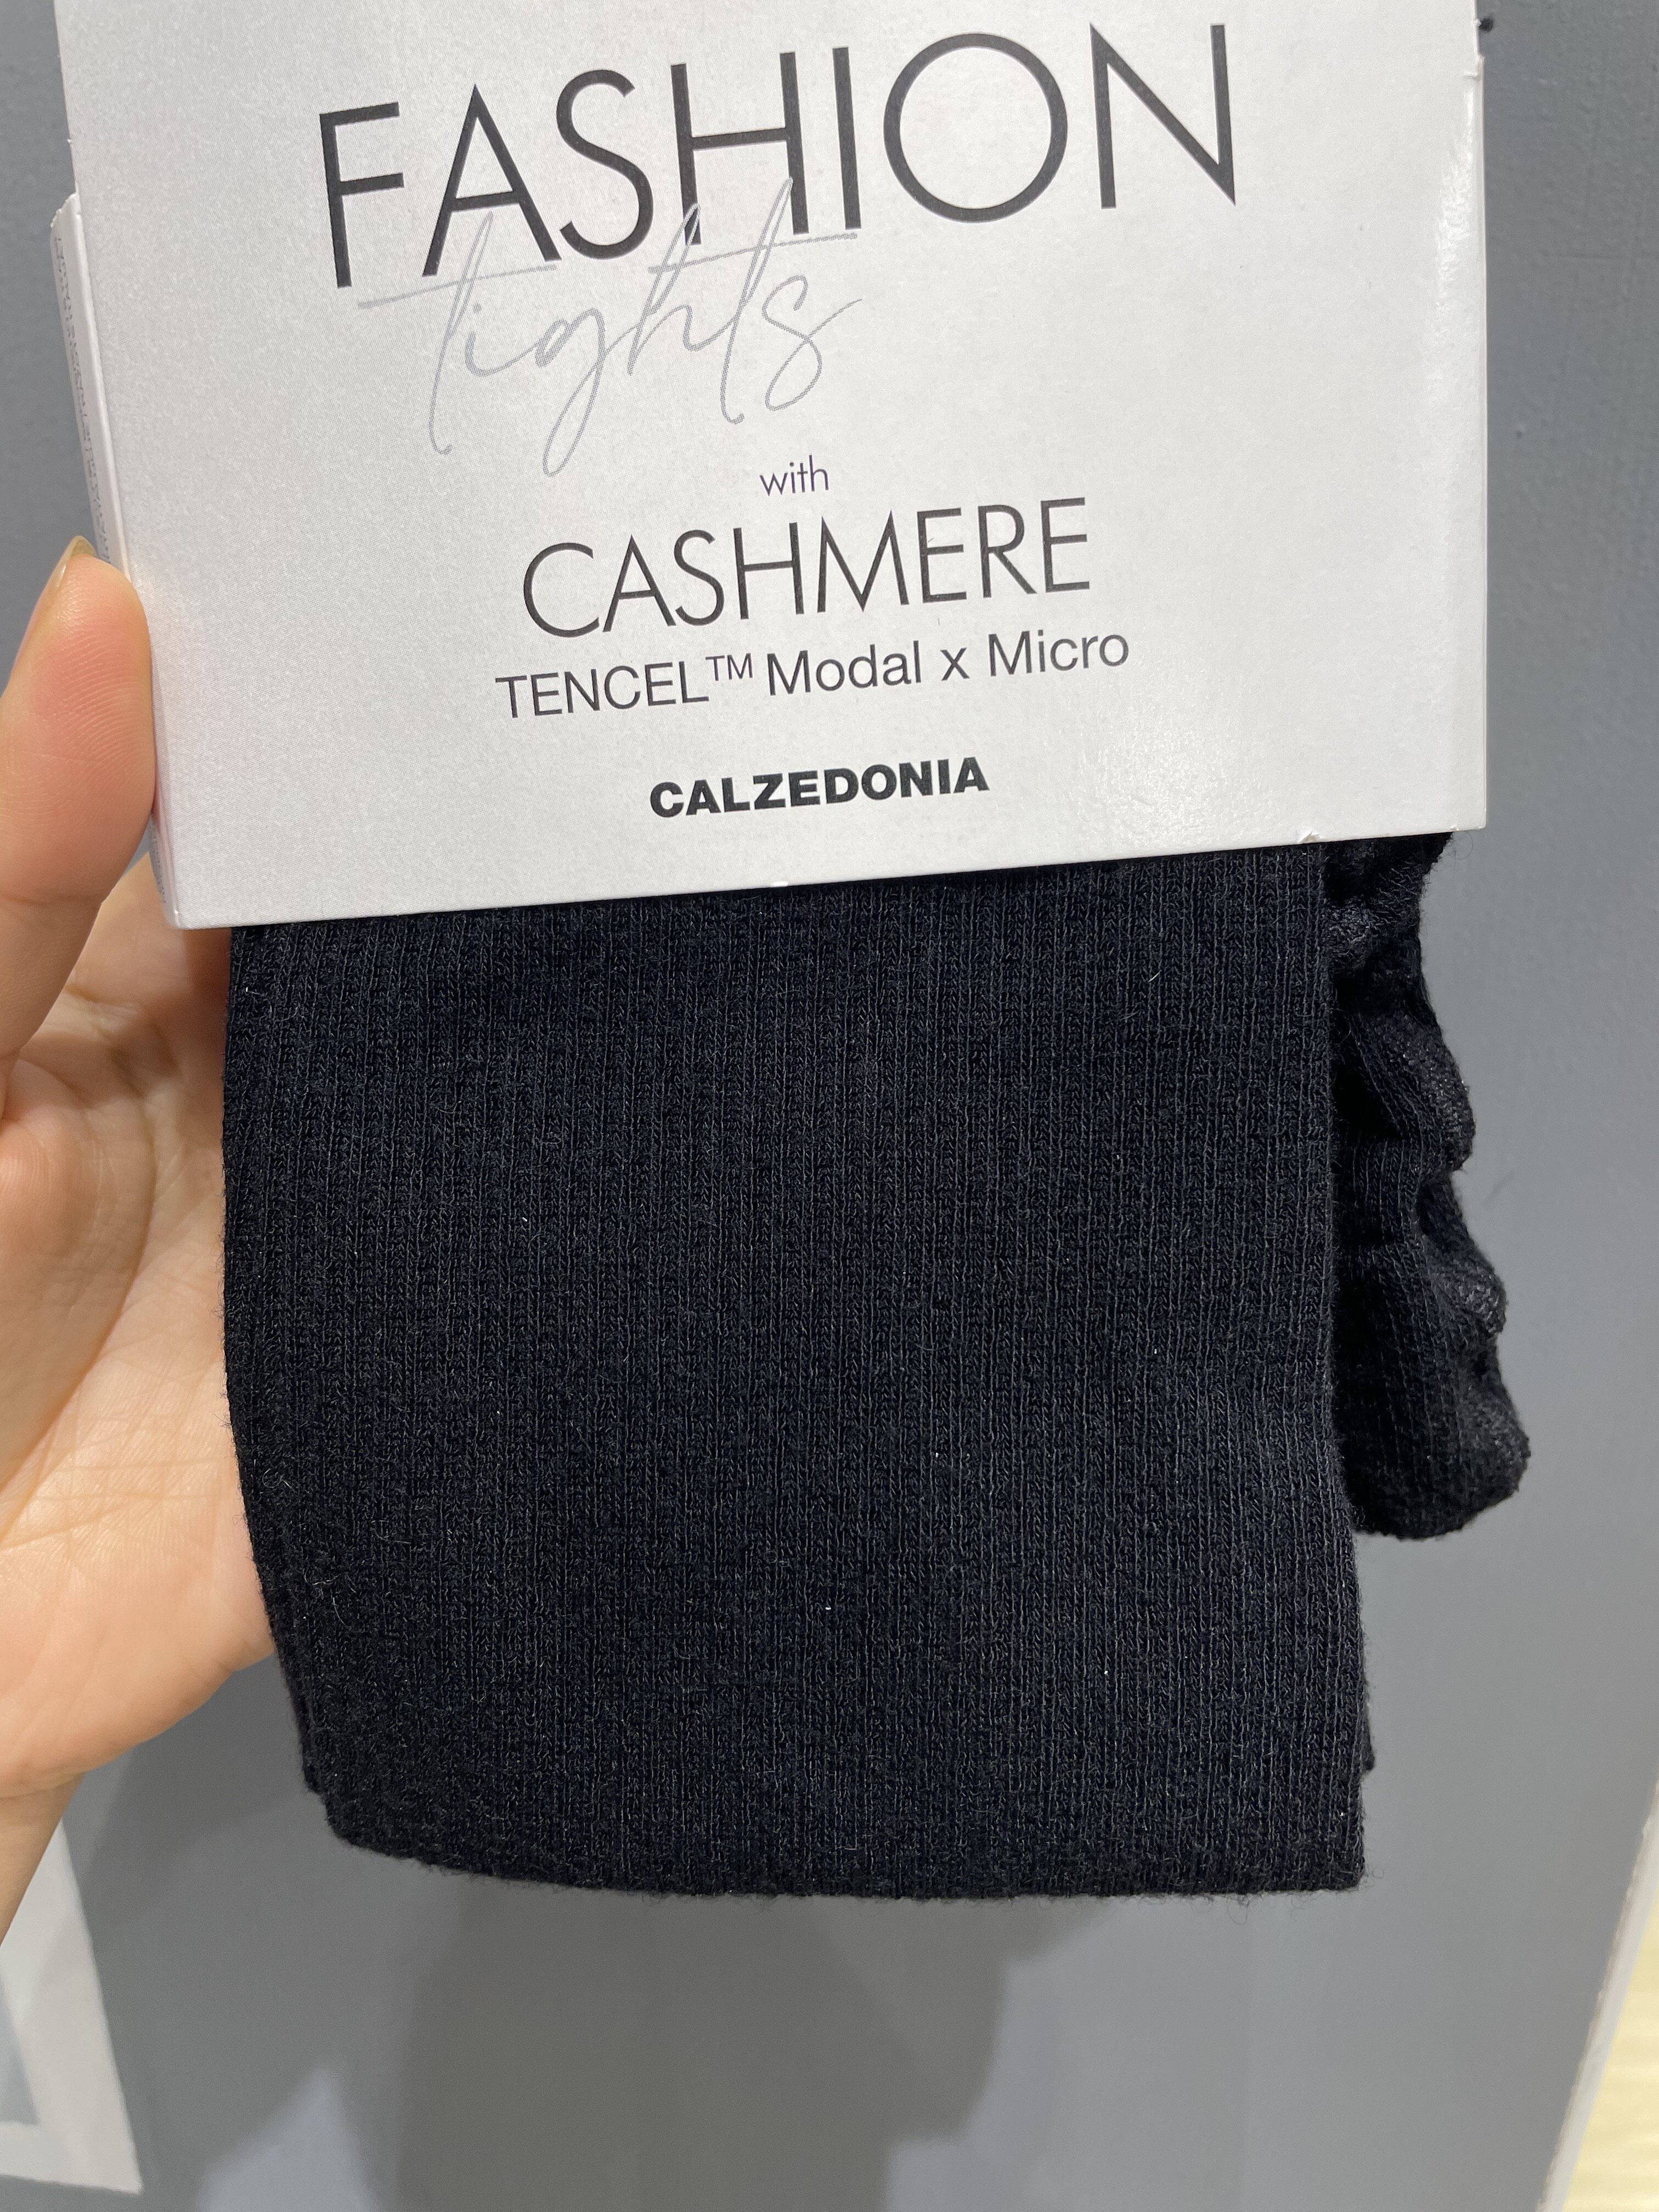 FASHION
tights
with
CASHMERE
TENCEL™ Modal x Micro
CALZEDONIA